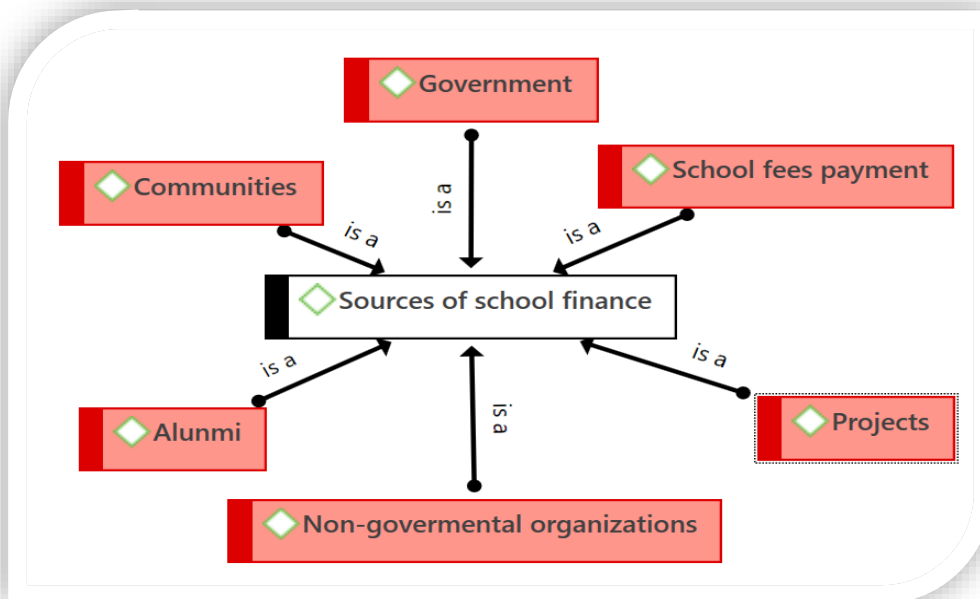 Government
School fees payment
Communities
is a
is a
is a
Sources of school finance
is a
is a
is a
Alunmi
Projects
Non-govermental organizations